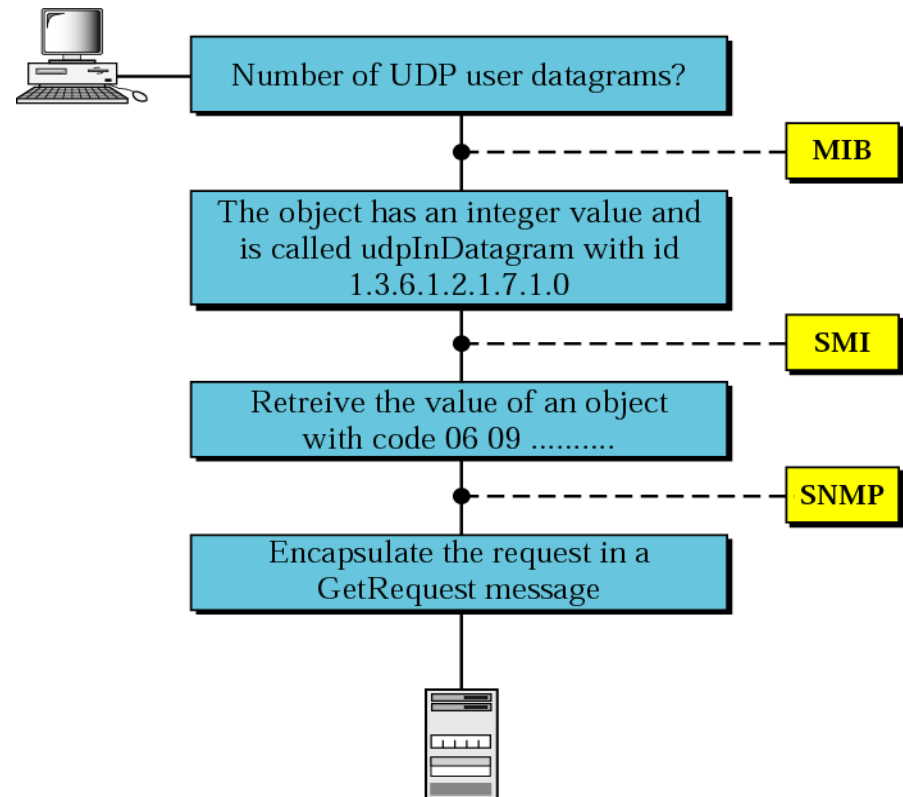 Number of UDP user datagrams?
MIB
The object has an integer value and
is called udpInDatagram with id
1.3.6.1.2.1.7.1.0
SMI
Retreive the value of an object
with code 06 09 ..........
SNMP
Encapsulate the request in a
GetRequest message